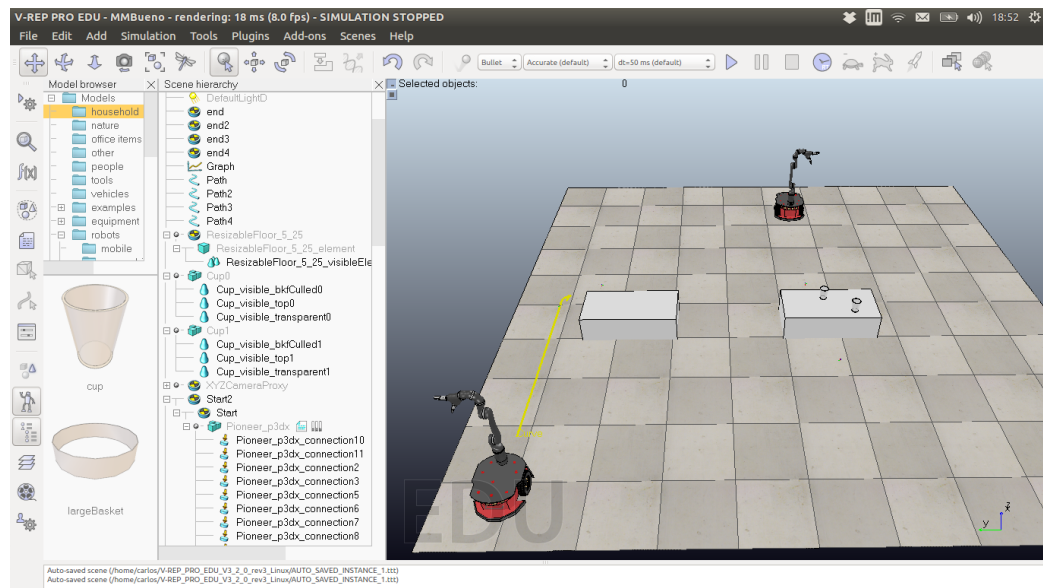 V-REP PRO EDU - MMBueno - rendering: 18 ms (8.0 fps) - SIMULATION STOPPED
18:52
File Edit Add Simulation Tools Plugins Add-ons Scenes Help
Bullet
Accurate (default)
dt=50 ms (default)
Model browser
Models
household
nature
office items
other
people
tools
vehicles
examples
equipment
robots
mobile
cup
largeBasket
Scene hierarchy
DefaultLightD
end
end2
end3
end4
Graph
Path
Path2
Path3
Path4
ResizableFloor_5_25
ResizableFloor_5_25_element
ResizableFloor_5_25_visibleEle
Cup0
Cup_visible_bkfCulled0
Cup_visible_top0
Cup_visible_transparent0
Cup1
Cup_visible_bkfCulled1
Cup_visible_top1
Cup_visible_transparent1
XYZCameraProxy
Start2
Start
Pioneer_p3dx
Pioneer_p3dx_connection10
Pioneer_p3dx_connection11
Pioneer_p3dx_connection2
Pioneer_p3dx_connection3
Pioneer_p3dx_connection5
Pioneer_p3dx_connection6
Pioneer_p3dx_connection7
Pioneer_p3dx_connection8
Selected objects: 0
EDU
z
x
y
Auto-saved scene (/home/carlos/V-REP_PRO_EDU_V3_2_0_rev3_Linux/AUTO_SAVED_INSTANCE_1.ttt)
Auto-saved scene (/home/carlos/V-REP_PRO_EDU_V3_2_0_rev3_Linux/AUTO_SAVED_INSTANCE_1.ttt)